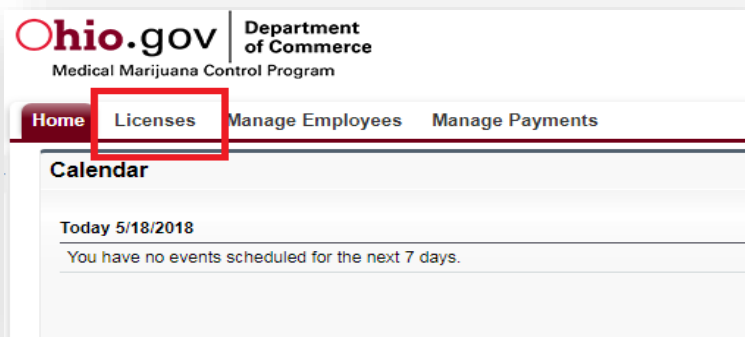 Ohio.gov
Department
of Commerce
Medical Marijuana Control Program
Home Licenses Manage Employees Manage Payments
Calendar
Today 5/18/2018
You have no events scheduled for the next 7 days.